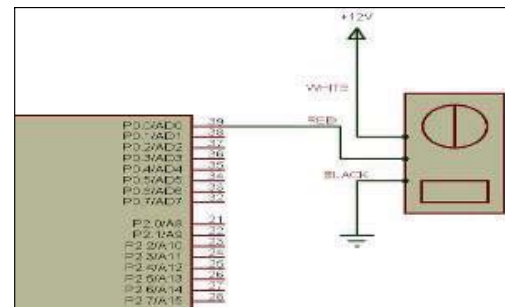 +12V
WHITE
RED
BLACK
P0.0/AD0 39
P0.1/AD1 38
P0.2/AD2 37
P0.3/AD3 36
P0.4/AD4 35
P0.5/AD5 34
P0.6/AD6 33
P0.7/AD7 32
P2.0/A8 21
P2.1/A9 22
P2.2/A10 23
P2.3/A11 24
P2.4/A12 25
P2.5/A13 26
P2.6/A14 27
P2.7/A15 28